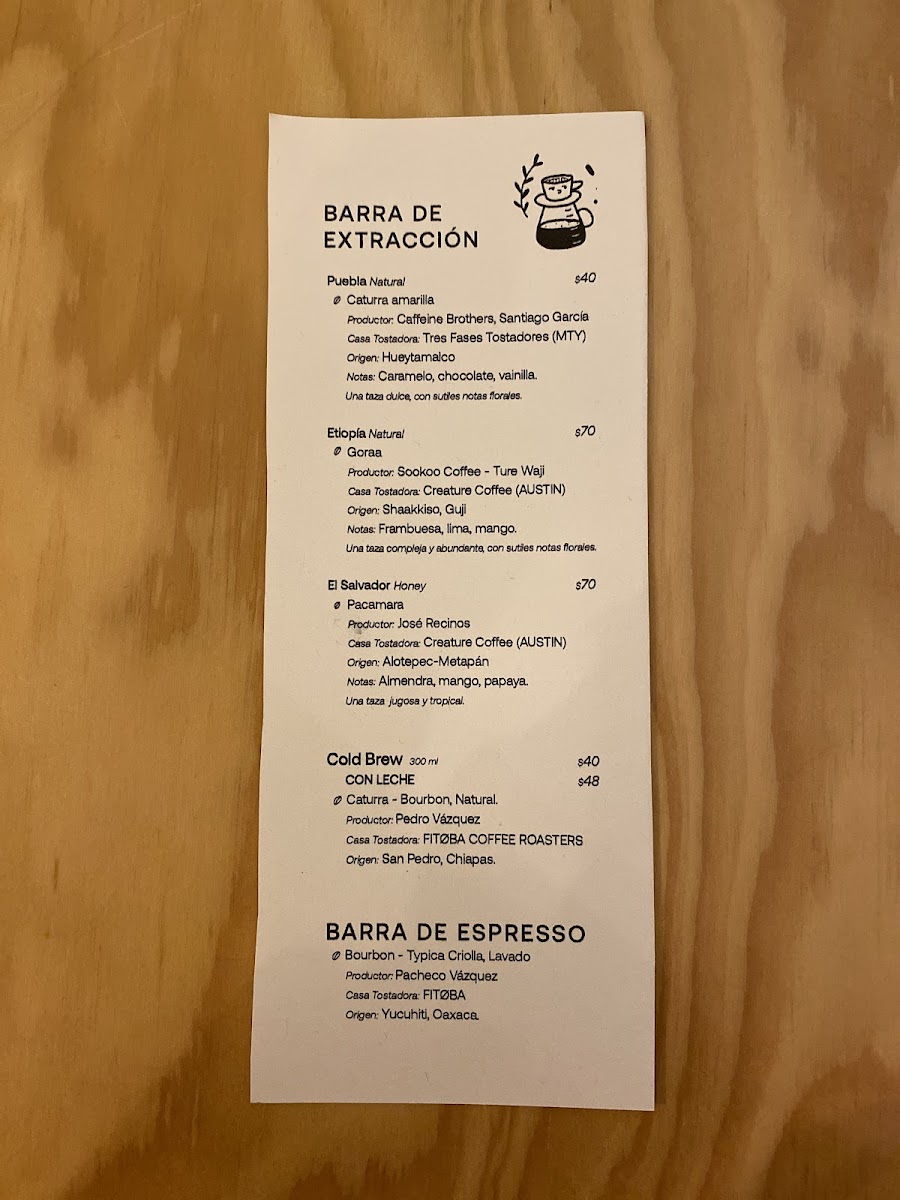 BARRA DE
EXTRACCIÓN
Puebla Natural $40
Caturra amarilla
Productor: Caffeine Brothers, Santiago García
Casa Tostadora: Tres Fases Tostadores (MTY)
Origen: Hueytamalco
Notas: Caramelo, chocolate, vainilla.
Una taza dulce, con sutiles notas florales.
Etiopía Natural $70
Goraa
Productor: Sookoo Coffee - Ture Waji
Casa Tostadora: Creature Coffee (AUSTIN)
Origen: Shaakkiso, Guji
Notas: Frambuesa, lima, mango.
Una taza compleja y abundante, con sutiles notas florales.
El Salvador Honey $70
Pacamara
Productor: José Recinos
Casa Tostadora: Creature Coffee (AUSTIN)
Origen: Alotepec-Metapán
Notas: Almendra, mango, papaya.
Una taza jugosa y tropical.
Cold Brew 300 ml $40
CON LECHE $48
Caturra - Bourbon, Natural.
Productor: Pedro Vázquez
Casa Tostadora: FITØBA COFFEE ROASTERS
Origen: San Pedro, Chiapas.
BARRA DE ESPRESSO
Bourbon - Typica Criolla, Lavado
Productor: Pacheco Vázquez
Casa Tostadora: FITØBA
Origen: Yucuhiti, Oaxaca.